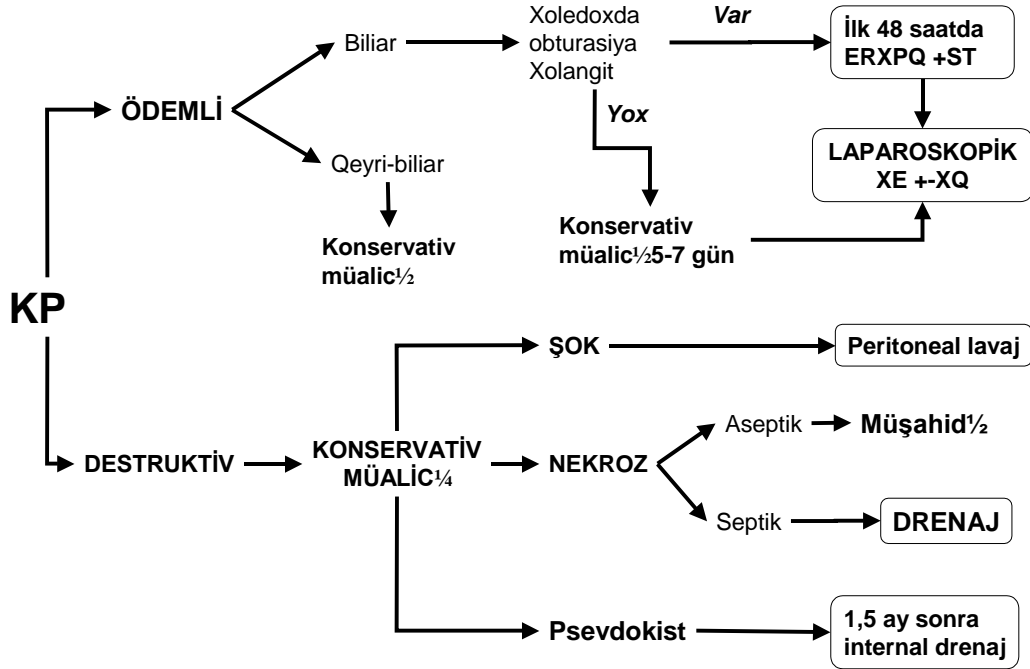 Biliar
Xoledoxda
obturasiya
Xolangit
Var
İlk 48 saatda
ERXPQ +ST
ÖDEMLİ
Yox
Qeyri-biliar
LAPAROSKOPİK
XE +-XQ
Konservativ
müalic½
Konservativ
müalic½5-7 gün
KP
ŞOK
Peritoneal lavaj
DESTRUKTİV
KONSERVATİV
MÜALİC¼
NEKROZ
Aseptik
Müşahid½
Septik
DRENAJ
Psevdokist
1,5 ay sonra
internal drenaj